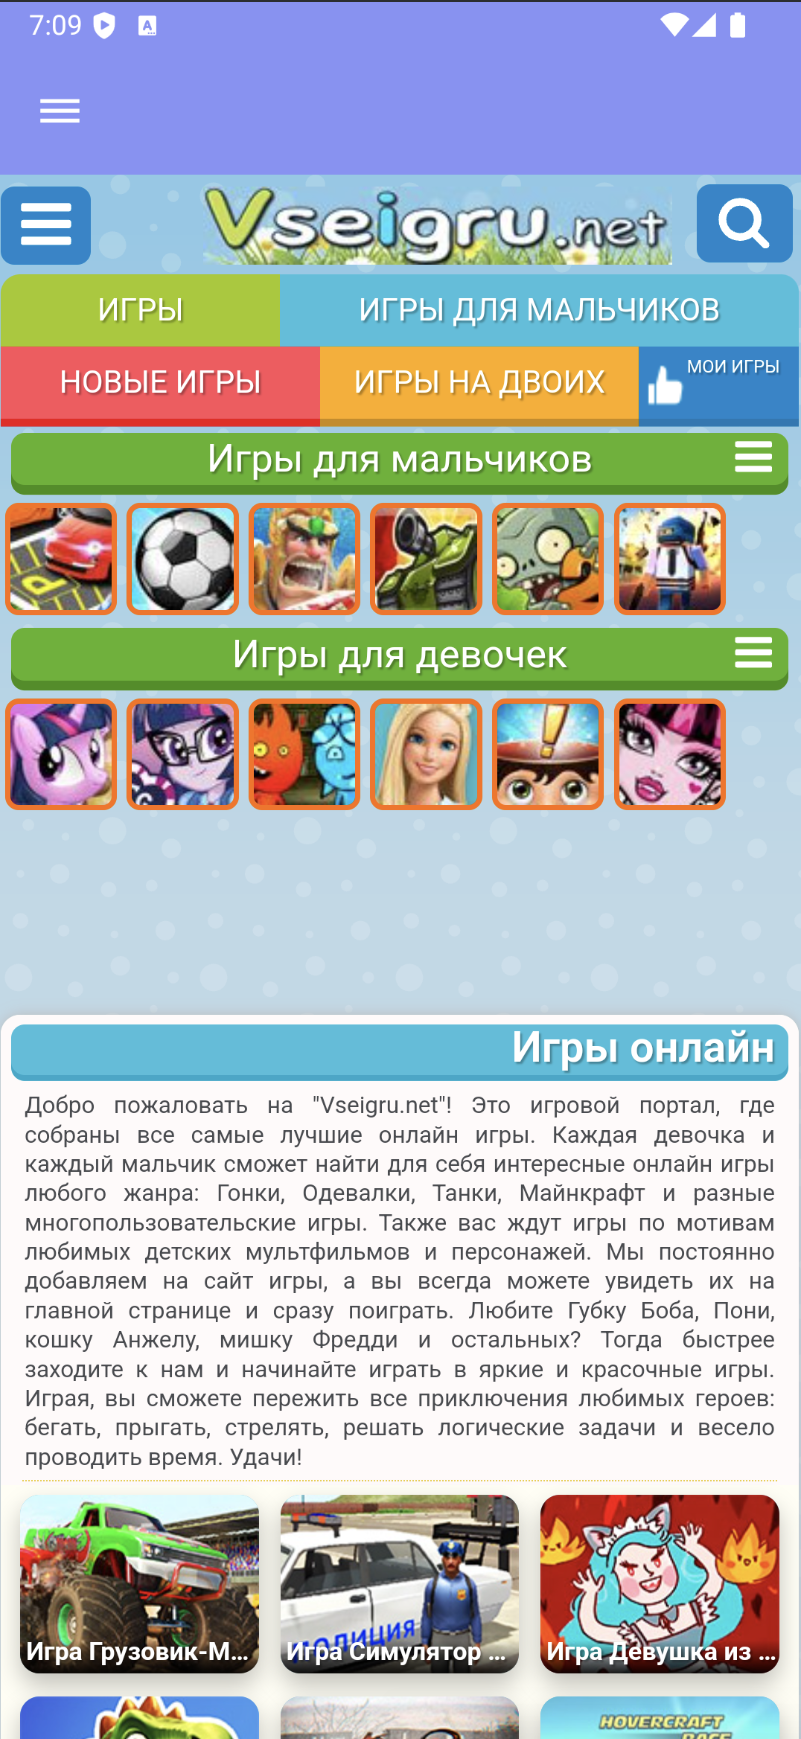 7:09
Vseigru.net
ИГРЫ
ИГРЫ ДЛЯ МАЛЬЧИКОВ
НОВЫЕ ИГРЫ
ИГРЫ НА ДВОИХ
МОИ ИГРЫ
Игры для мальчиков
P
2
Игры для девочек
Игры онлайн
Добро пожаловать на "Vseigru.net"! Это игровой портал, где
собраны все самые лучшие онлайн игры. Каждая девочка и
каждый мальчик сможет найти для себя интересные онлайн игры
любого жанра: Гонки, Одевалки, Танки, Майнкрафт и разные
многопользовательские игры. Также вас ждут игры по мотивам
любимых детских мультфильмов и персонажей. Мы постоянно
добавляем на сайт игры, а вы всегда можете увидеть их на
главной странице и сразу поиграть. Любите Губку Боба, Пони,
кошку Анжелу, мишку Фредди и остальных? Тогда быстрее
заходите к нам и начинайте играть в яркие и красочные игры.
Играя, вы сможете пережить все приключения любимых героев:
бегать, прыгать, стрелять, решать логические задачи и весело
проводить время. Удачи!
Игра Грузовик-М...
Игра Симулятор ...
Игра Девушка из ...
HOVERCRAFT
RACE